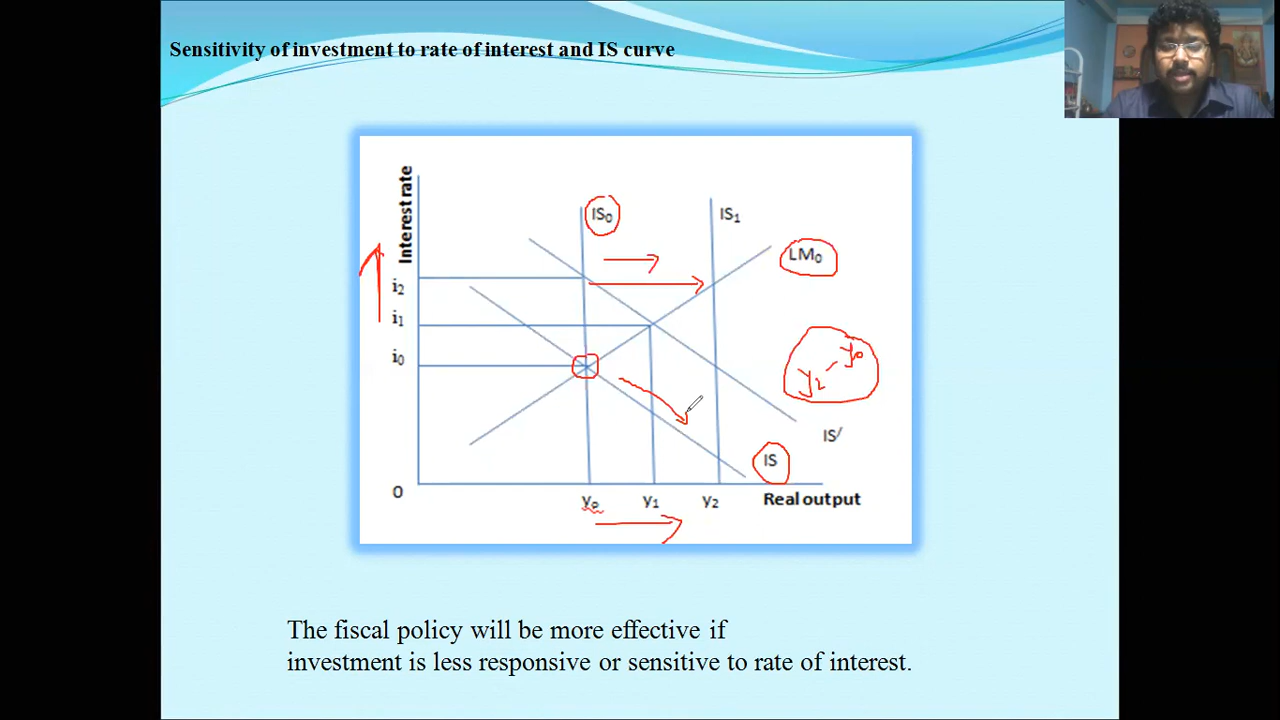 Sensitivity of investment to rate of interest and IS curve
Interest rate
IS₀
IS₁
LM₀
i₂
i₁
i₀
y₂ - y₀
IS/
IS
O
y₀
y₁
y₂
Real output
The fiscal policy will be more effective if
investment is less responsive or sensitive to rate of interest.